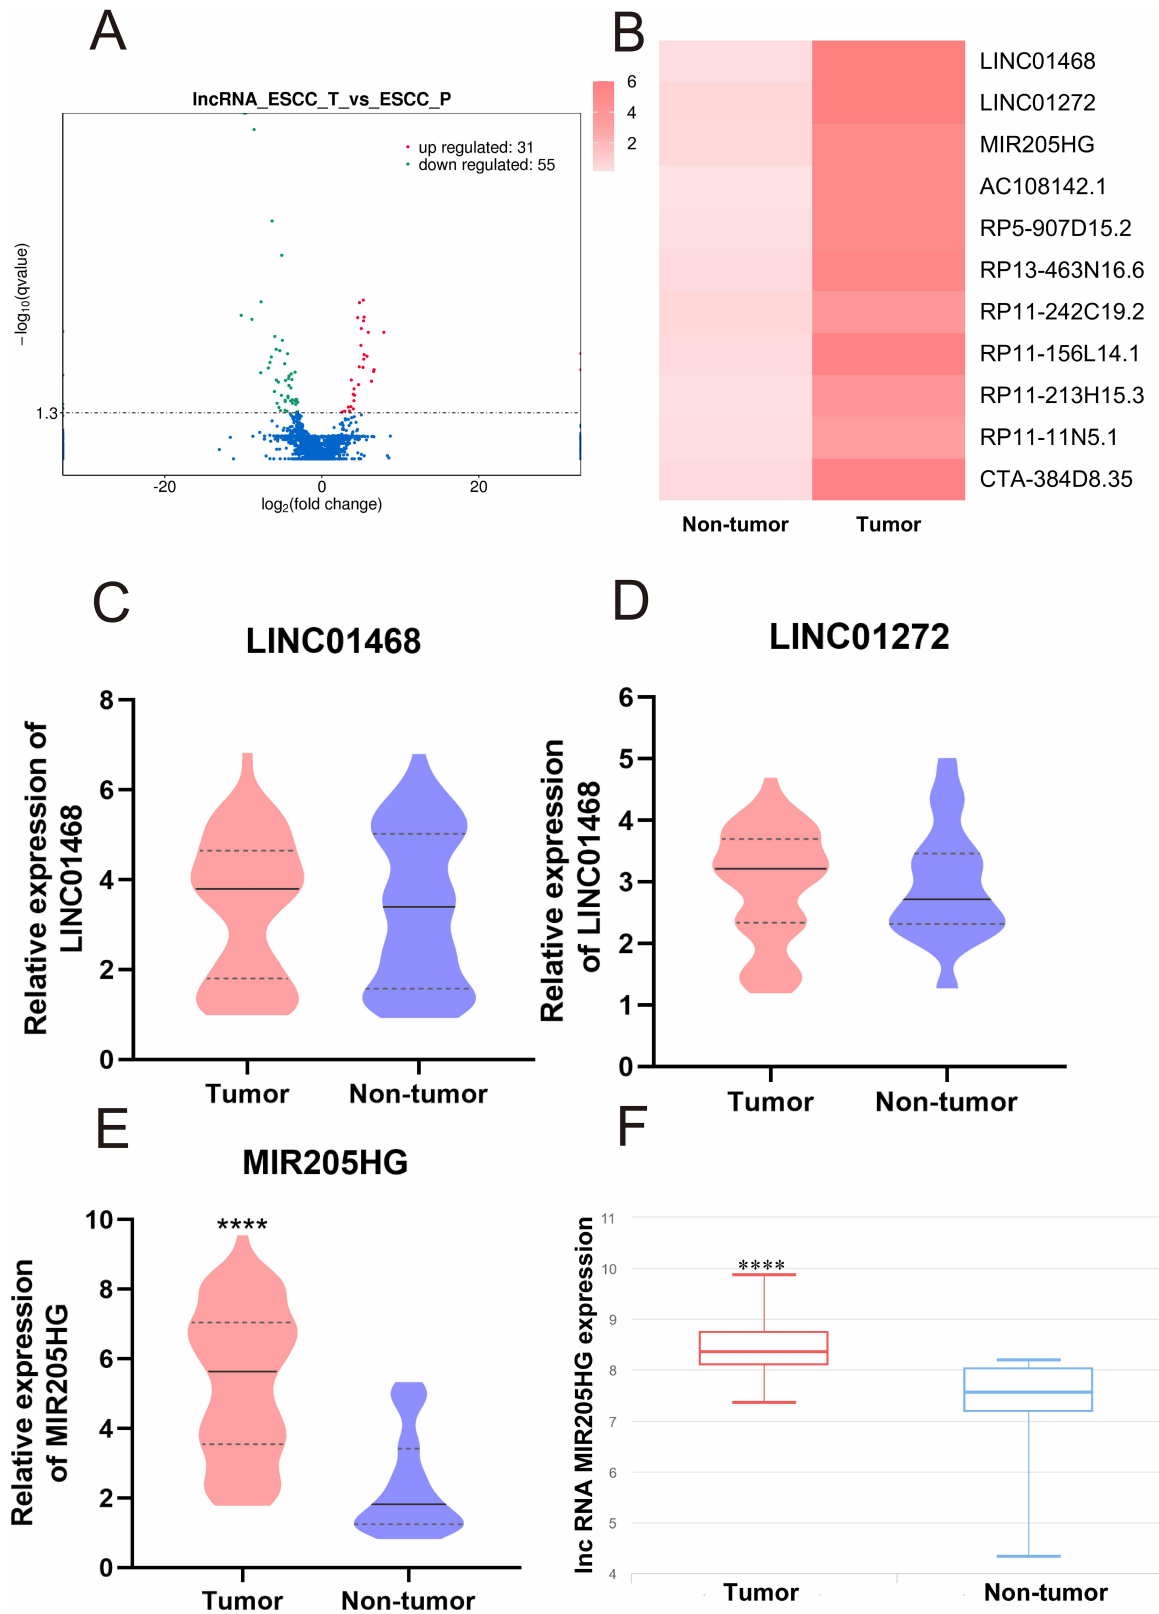 A
lncRNA_ESCC_T_vs_ESCC_P
up regulated: 31
down regulated: 55
−log10(qvalue)
1.3
-20
0
20
log2(fold change)
B
6
4
2
LINC01468
LINC01272
MIR205HG
AC108142.1
RP5-907D15.2
RP13-463N16.6
RP11-242C19.2
RP11-156L14.1
RP11-213H15.3
RP11-11N5.1
CTA-384D8.35
Non-tumor
Tumor
C
LINC01468
Relative expression of
LINC01468
8
6
4
2
0
Tumor
Non-tumor
D
LINC01272
Relative expression
of LINC01468
6
5
4
3
2
1
0
Tumor
Non-tumor
E
MIR205HG
Relative expression
of MIR205HG
10
8
6
4
2
0
****
Tumor
Non-tumor
F
lnc RNA MIR205HG expression
11
10
9
8
7
6
5
4
****
Tumor
Non-tumor